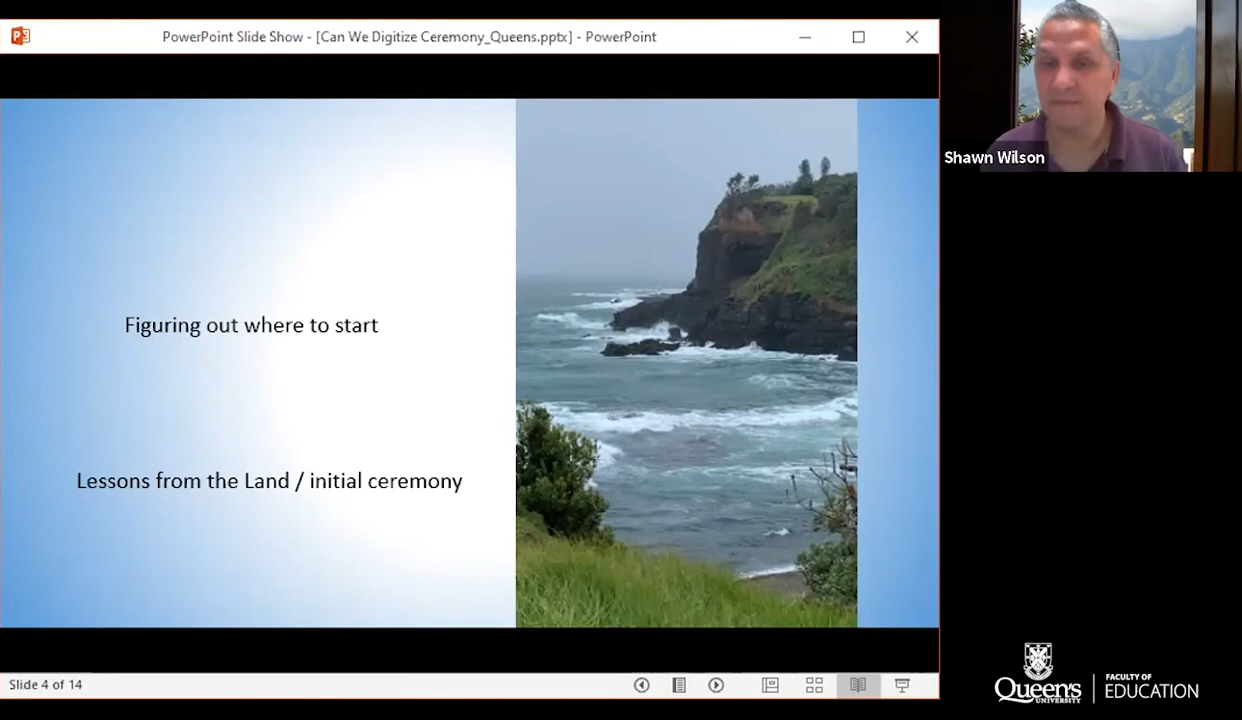 PowerPoint Slide Show - [Can We Digitize Ceremony_Queens.pptx] - PowerPoint
Shawn Wilson
Figuring out where to start
Lessons from the Land / initial ceremony
Slide 4 of 14
Queen's
UNIVERSITY
FACULTY OF
EDUCATION